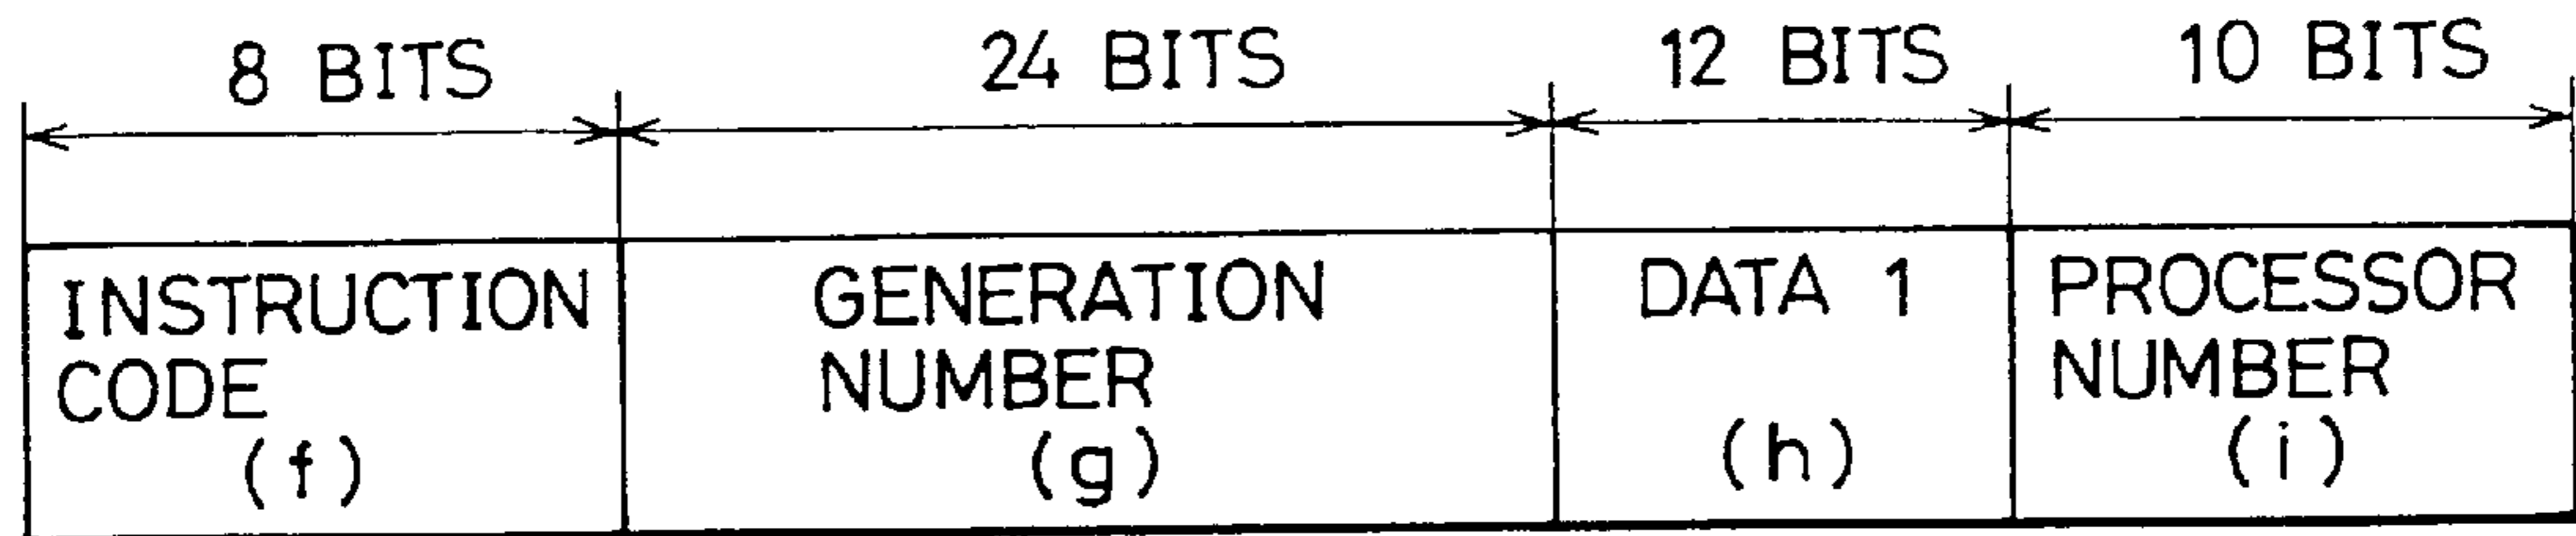 8 BITS 24 BITS 12 BITS 10 BITS
INSTRUCTION CODE (f)
GENERATION NUMBER (g)
DATA 1 (h)
PROCESSOR NUMBER (i)